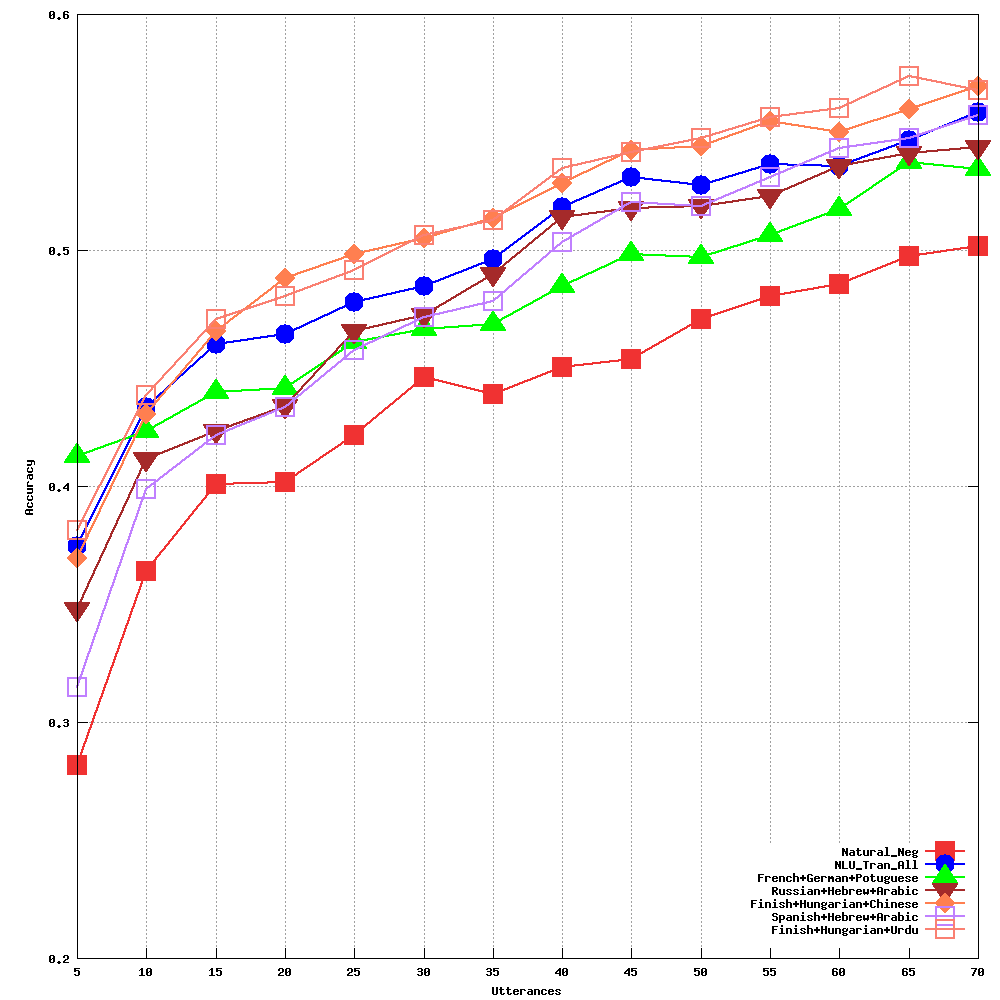 0.6
0.5
0.4
0.3
0.2
Accuracy
Natural_Neg
NLU_Tran_All
French+German+Potuguese
Russian+Hebrew+Arabic
Finish+Hungarian+Chinese
Spanish+Hebrew+Arabic
Finish+Hungarian+Urdu
5 10 15 20 25 30 35 40 45 50 55 60 65 70
Utterances